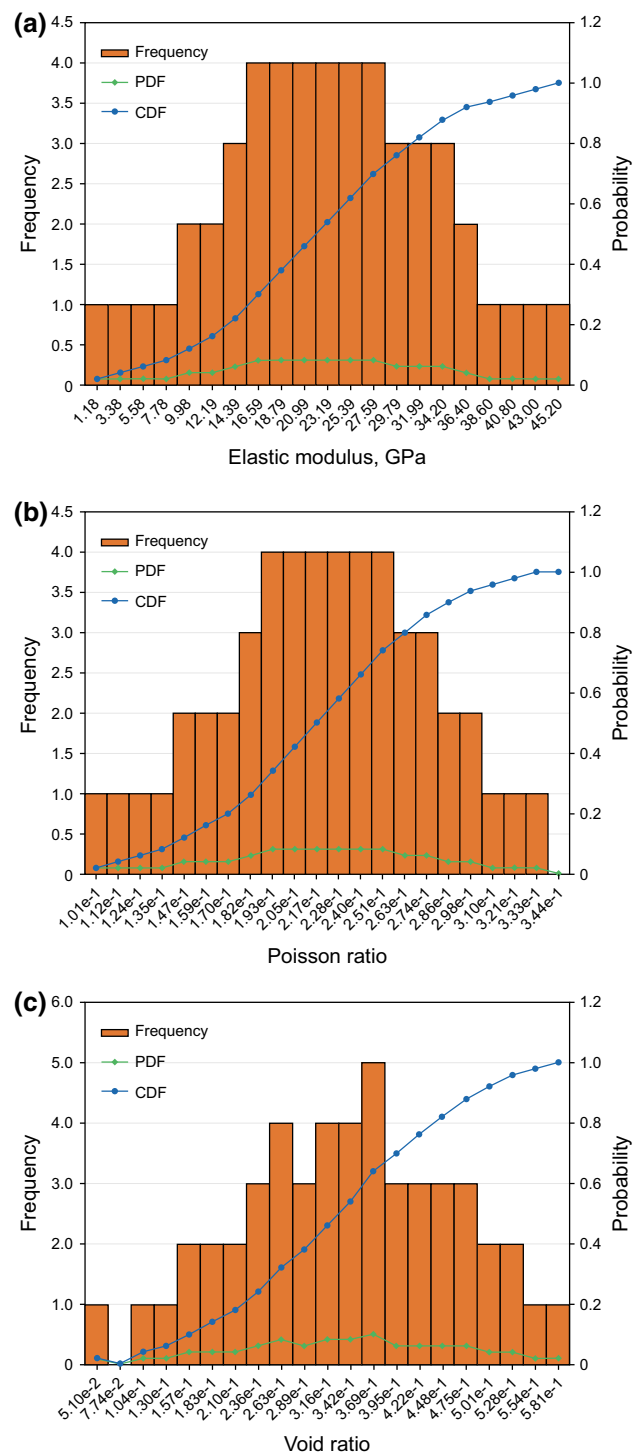 (a)
4.5
4.0
3.5
3.0
2.5
2.0
1.5
1.0
0.5
0
Frequency
Frequency
PDF
CDF
1.2
1.0
0.8
0.6
0.4
0.2
0
Probability
1.18
3.38
5.58
7.78
9.98
12.19
14.39
16.59
18.79
20.99
23.19
25.39
27.59
29.79
31.99
34.20
36.40
38.60
40.80
43.00
45.20
Elastic modulus, GPa
(b)
4.5
4.0
3.5
3.0
2.5
2.0
1.5
1.0
0.5
0
Frequency
Frequency
PDF
CDF
1.2
1.0
0.8
0.6
0.4
0.2
0
Probability
1.01e-1
1.12e-1
1.24e-1
1.35e-1
1.47e-1
1.59e-1
1.70e-1
1.82e-1
1.93e-1
2.05e-1
2.17e-1
2.28e-1
2.40e-1
2.51e-1
2.63e-1
2.74e-1
2.86e-1
2.98e-1
3.10e-1
3.21e-1
3.33e-1
3.44e-1
Poisson ratio
(c)
6.0
5.0
4.0
3.0
2.0
1.0
0
Frequency
Frequency
PDF
CDF
1.2
1.0
0.8
0.6
0.4
0.2
0
Probability
5.10e-2
7.74e-2
1.04e-1
1.30e-1
1.57e-1
1.83e-1
2.10e-1
2.36e-1
2.63e-1
2.89e-1
3.16e-1
3.42e-1
3.69e-1
3.95e-1
4.22e-1
4.48e-1
4.75e-1
5.01e-1
5.28e-1
5.54e-1
5.81e-1
Void ratio